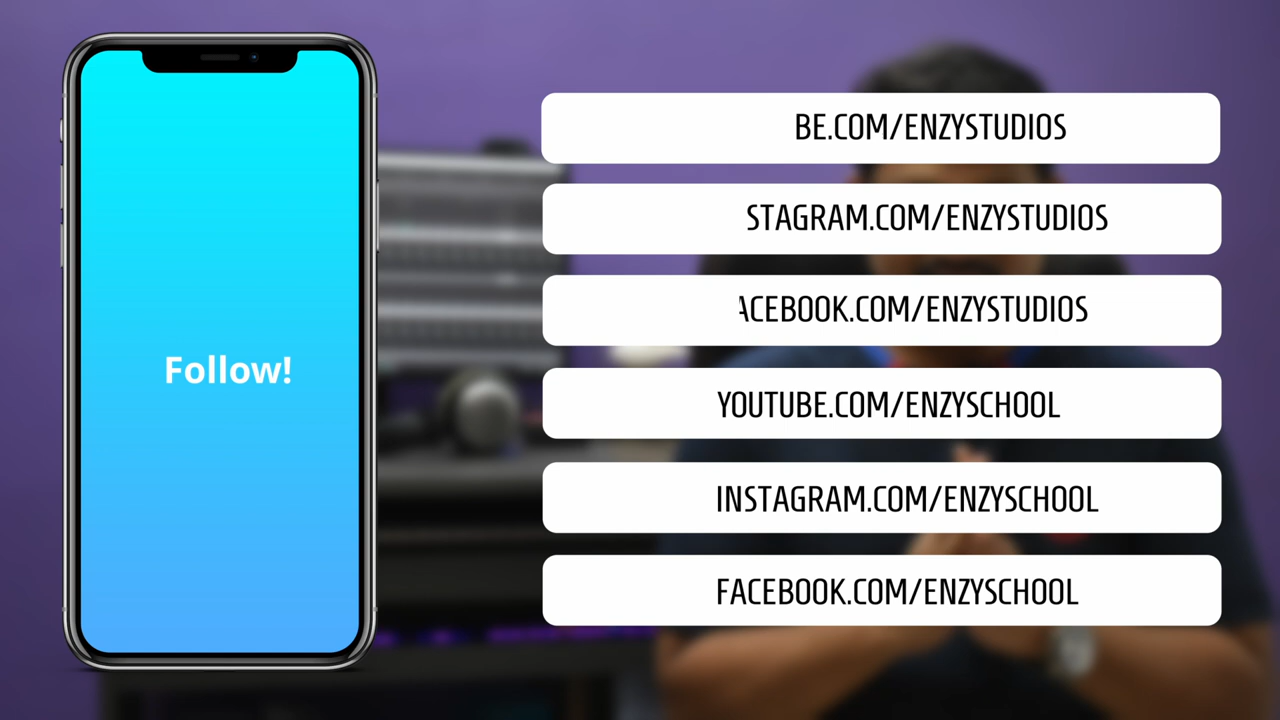 Follow!
BE.COM/ENZYSTUDIOS
STAGRAM.COM/ENZYSTUDIOS
ACEBOOK.COM/ENZYSTUDIOS
YOUTUBE.COM/ENZYSCHOOL
INSTAGRAM.COM/ENZYSCHOOL
FACEBOOK.COM/ENZYSCHOOL